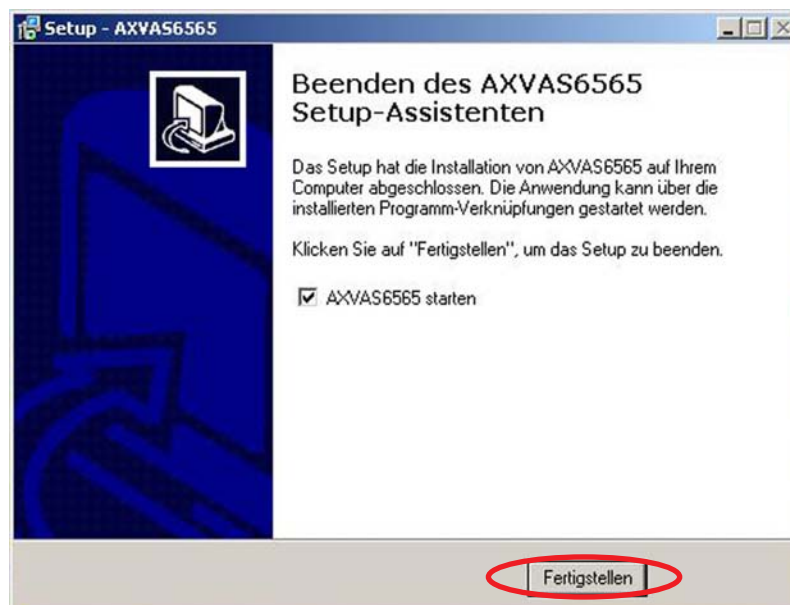 Setup - AXVAS6565
Beenden des AXVAS6565
Setup-Assistenten
Das Setup hat die Installation von AXVAS6565 auf Ihrem
Computer abgeschlossen. Die Anwendung kann über die
installierten Programm-Verknüpfungen gestartet werden.
Klicken Sie auf "Fertigstellen", um das Setup zu beenden.
AXVAS6565 starten
Fertigstellen